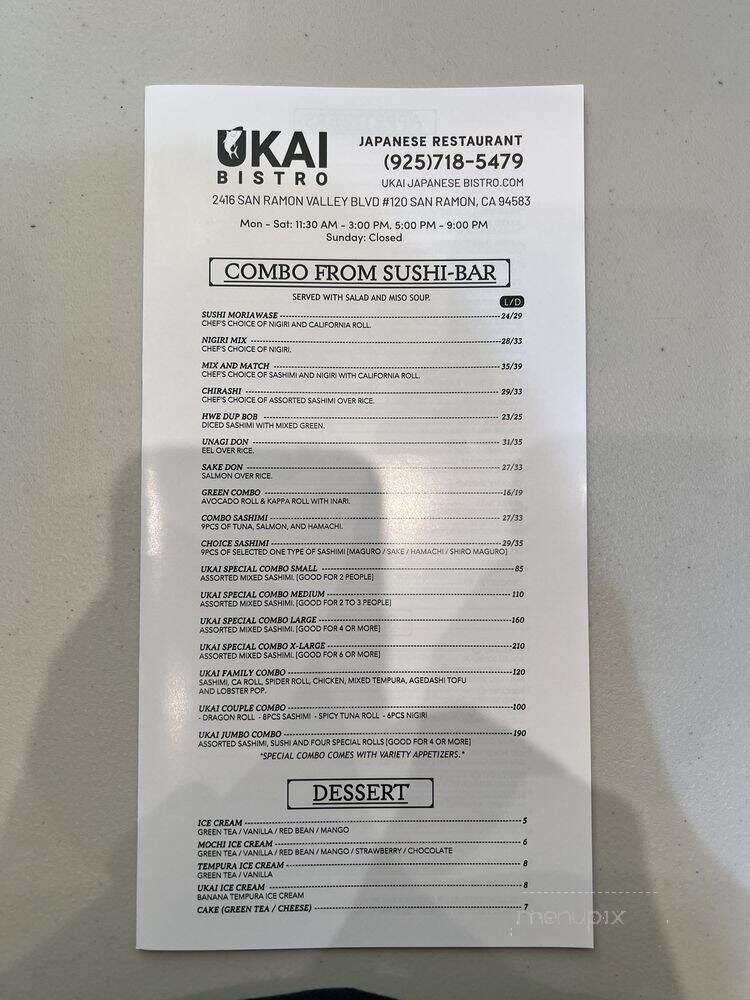 UKAI
BISTRO
JAPANESE RESTAURANT
(925)718-5479
UKAI JAPANESE BISTRO.COM
2416 SAN RAMON VALLEY BLVD #120 SAN RAMON, CA 94583
Mon - Sat: 11:30 AM - 3:00 PM, 5:00 PM - 9:00 PM
Sunday: Closed
COMBO FROM SUSHI-BAR
SERVED WITH SALAD AND MISO SOUP.
L/D
SUSHI MORIAWASE 24/29
CHEF'S CHOICE OF NIGIRI AND CALIFORNIA ROLL.
NIGIRI MIX 28/33
CHEF'S CHOICE OF NIGIRI.
MIX AND MATCH 35/39
CHEF'S CHOICE OF SASHIMI AND NIGIRI WITH CALIFORNIA ROLL.
CHIRASHI 29/33
CHEF'S CHOICE OF ASSORTED SASHIMI OVER RICE.
HWE DUP BOB 23/25
DICED SASHIMI WITH MIXED GREEN.
UNAGI DON 31/35
EEL OVER RICE.
SAKE DON 27/33
SALMON OVER RICE.
GREEN COMBO 16/19
AVOCADO ROLL & KAPPA ROLL WITH INARI.
COMBO SASHIMI 27/33
9PCS OF TUNA, SALMON, AND HAMACHI.
CHOICE SASHIMI 29/35
9PCS OF SELECTED ONE TYPE OF SASHIMI [MAGURO / SAKE / HAMACHI / SHIRO MAGURO]
UKAI SPECIAL COMBO SMALL 85
ASSORTED MIXED SASHIMI. [GOOD FOR 2 PEOPLE]
UKAI SPECIAL COMBO MEDIUM 110
ASSORTED MIXED SASHIMI. [GOOD FOR 2 TO 3 PEOPLE]
UKAI SPECIAL COMBO LARGE 160
ASSORTED MIXED SASHIMI. [GOOD FOR 4 OR MORE]
UKAI SPECIAL COMBO X-LARGE 210
ASSORTED MIXED SASHIMI. [GOOD FOR 6 OR MORE]
UKAI FAMILY COMBO 120
SASHIMI, CA ROLL, SPIDER ROLL, CHICKEN, MIXED TEMPURA, AGEDASHI TOFU
AND LOBSTER POP.
UKAI COUPLE COMBO 100
- DRAGON ROLL - 8PCS SASHIMI - SPICY TUNA ROLL - 6PCS NIGIRI
UKAI JUMBO COMBO 190
ASSORTED SASHIMI, SUSHI AND FOUR SPECIAL ROLLS [GOOD FOR 4 OR MORE]
*SPECIAL COMBO COMES WITH VARIETY APPETIZERS.*
DESSERT
ICE CREAM 5
GREEN TEA / VANILLA / RED BEAN / MANGO
MOCHI ICE CREAM 6
GREEN TEA / VANILLA / RED BEAN / MANGO / STRAWBERRY / CHOCOLATE
TEMPURA ICE CREAM 8
GREEN TEA / VANILLA
UKAI ICE CREAM 8
BANANA TEMPURA ICE CREAM
CAKE (GREEN TEA / CHEESE) 7
menupix